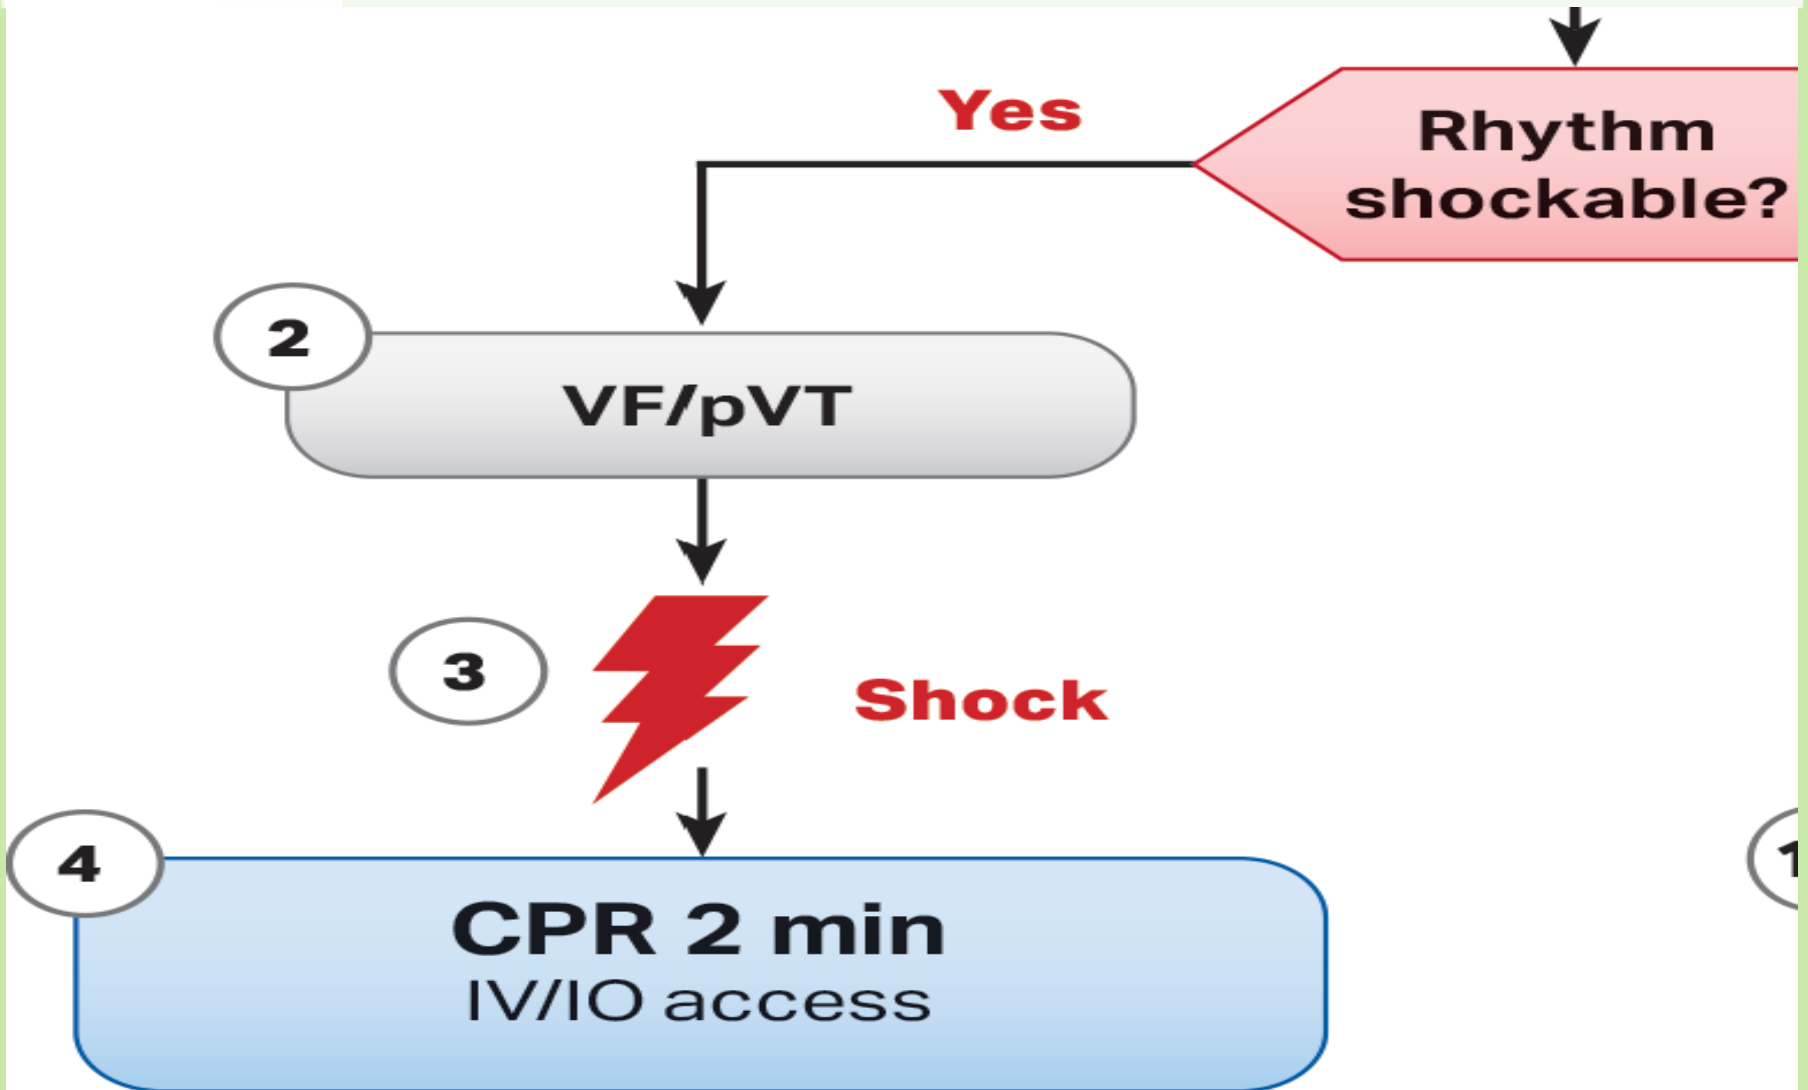 Yes
Rhythm
shockable?
2
VF/pVT
3
Shock
4
CPR 2 min
IV/IO access